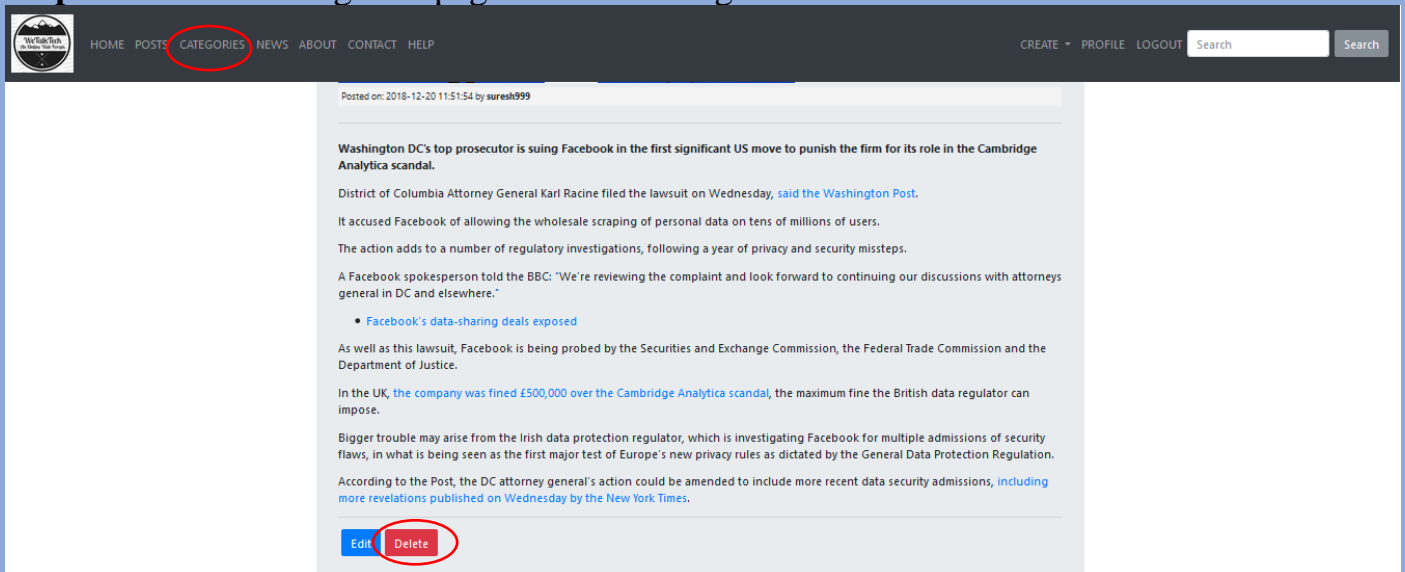 WeTalkTech
HOME POSTS CATEGORIES NEWS ABOUT CONTACT HELP
CREATE PROFILE LOGOUT Search Search
Posted on: 2018-12-20 11:51:54 by suresh999
Washington DC's top prosecutor is suing Facebook in the first significant US move to punish the firm for its role in the Cambridge
Analytica scandal.
District of Columbia Attorney General Karl Racine filed the lawsuit on Wednesday, said the Washington Post.
It accused Facebook of allowing the wholesale scraping of personal data on tens of millions of users.
The action adds to a number of regulatory investigations, following a year of privacy and security missteps.
A Facebook spokesperson told the BBC: "We're reviewing the complaint and look forward to continuing our discussions with attorneys
general in DC and elsewhere."
• Facebook's data-sharing deals exposed
As well as this lawsuit, Facebook is being probed by the Securities and Exchange Commission, the Federal Trade Commission and the
Department of Justice.
In the UK, the company was fined £500,000 over the Cambridge Analytica scandal, the maximum fine the British data regulator can
impose.
Bigger trouble may arise from the Irish data protection regulator, which is investigating Facebook for multiple admissions of security
flaws, in what is being seen as the first major test of Europe's new privacy rules as dictated by the General Data Protection Regulation.
According to the Post, the DC attorney general's action could be amended to include more recent data security admissions, including
more revelations published on Wednesday by the New York Times.
Edit Delete